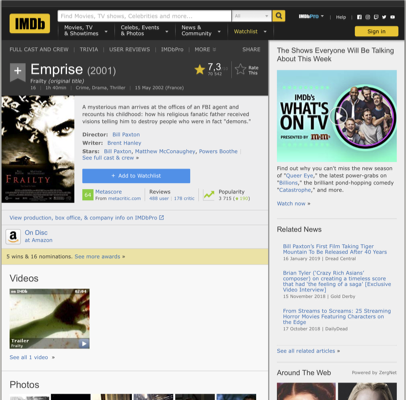 IMDb
Find Movies, TV shows, Celebrities and more...
All
IMDbPro
Help
Movies, TV & Showtimes
Celebs, Events & Photos
News & Community
Watchlist
Sign in
FULL CAST AND CREW | TRIVIA | USER REVIEWS | IMDbPro | MORE
SHARE
Emprise (2001)
Frailty (original title)
16 | 1h 40min | Crime, Drama, Thriller | 15 May 2002 (France)
7,3
Rate This
FRAILTY
A mysterious man arrives at the offices of an FBI agent and
recounts his childhood: how his religious fanatic father received
visions telling him to destroy people who were in fact "demons."
Director: Bill Paxton
Writer: Brent Hanley
Stars: Bill Paxton, Matthew McConaughey, Powers Boothe |
See full cast & crew »
+ Add to Watchlist
64
Metascore
From metacritic.com
Reviews
488 user | 178 critic
Popularity
3 715
View production, box office, & company info on IMDbPro
a
On Disc
at Amazon
5 wins & 16 nominations. See more awards »
Videos
on IMDb
Trailer
Frailty
See all 1 video »
Photos
The Shows Everyone Will Be Talking
About This Week
IMDb's
WHAT'S
ON TV
PRESENTED BY
Find out why you can't miss the new season
of "Queer Eye," the latest power-grabs on
"Billions," the brilliant pond-hopping comedy
"Catastrophe," and more.
Watch now »
Related News
Bill Paxton's First Film Taking Tiger
Mountain To Be Released After 40 Years
16 January 2019 | Dread Central
Brian Tyler ('Crazy Rich Asians'
composer) on creating a timeless score
that had 'the feeling of a saga' [Exclusive
Video Interview]
15 November 2018 | Gold Derby
From Streams to Screams: 25 Streaming
Horror Movies Featuring Characters on
the Edge
17 October 2018 | DailyDead
See all related articles »
Around The Web | Powered by ZergNet